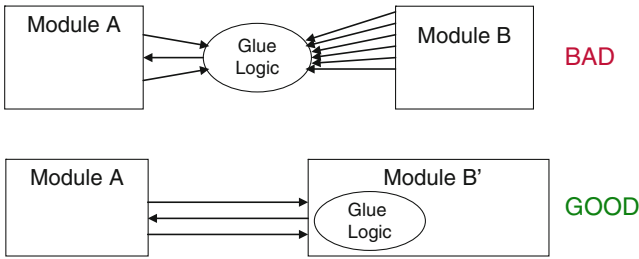 Module A
Glue
Logic
Module B
BAD
Module A
Module B'
Glue
Logic
GOOD